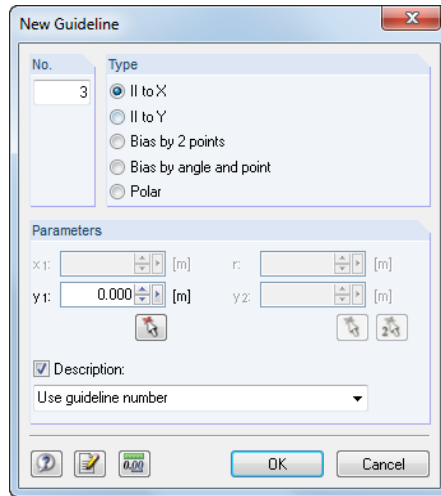 New Guideline
No.
3
Type
II to X
II to Y
Bias by 2 points
Bias by angle and point
Polar
Parameters
x1: [m] r: [m]
y1: 0.000 [m] y2: [m]
2
Description:
Use guideline number
0.00 OK Cancel